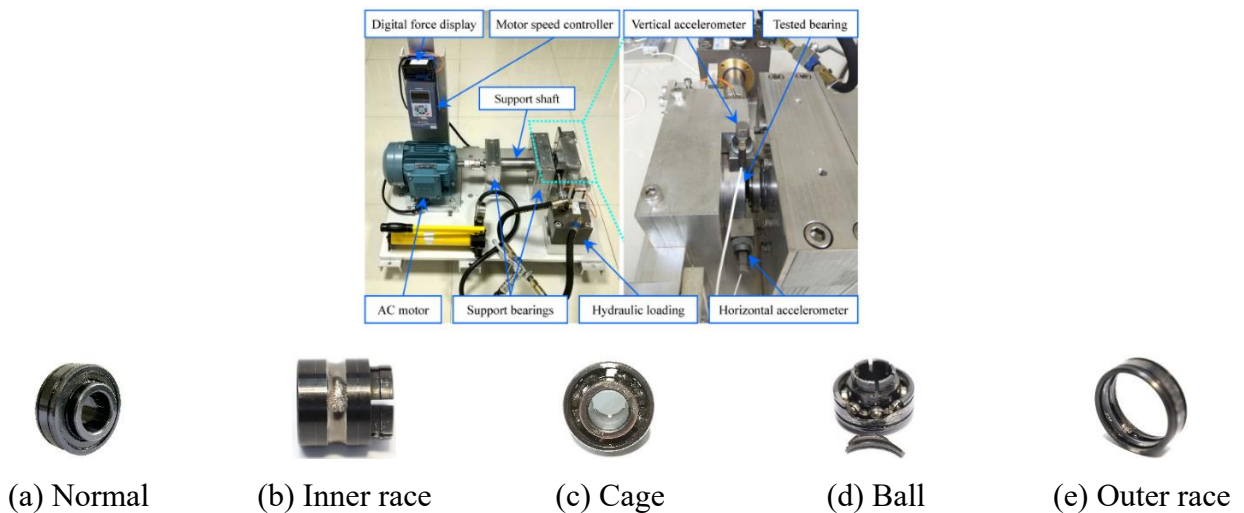 Digital force display
Motor speed controller
Vertical accelerometer
Tested bearing
Support shaft
AC motor
Support bearings
Hydraulic loading
Horizontal accelerometer
(a) Normal
(b) Inner race
(c) Cage
(d) Ball
(e) Outer race